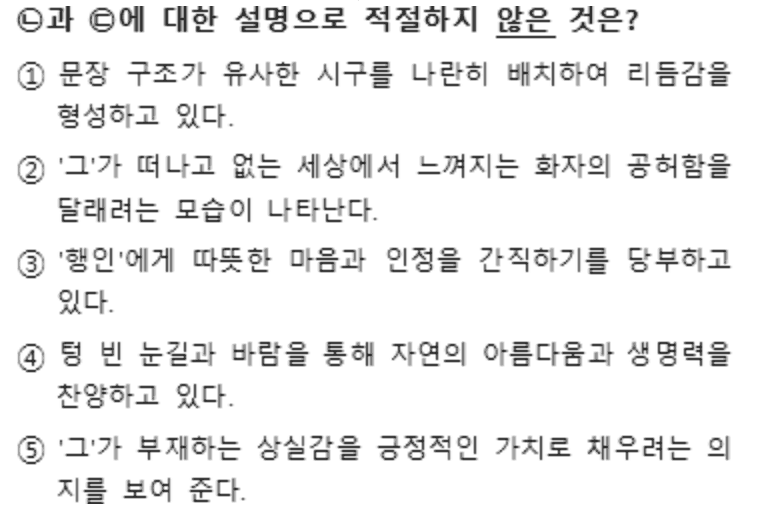 ㉡과 ㉢에 대한 설명으로 적절하지 않은 것은?
① 문장 구조가 유사한 시구를 나란히 배치하여 리듬감을
형성하고 있다.
② '그'가 떠나고 없는 세상에서 느껴지는 화자의 공허함을
달래려는 모습이 나타난다.
③ '행인'에게 따뜻한 마음과 인정을 간직하기를 당부하고
있다.
④ 텅 빈 눈길과 바람을 통해 자연의 아름다움과 생명력을
찬양하고 있다.
⑤ '그'가 부재하는 상실감을 긍정적인 가치로 채우려는 의
지를 보여 준다.